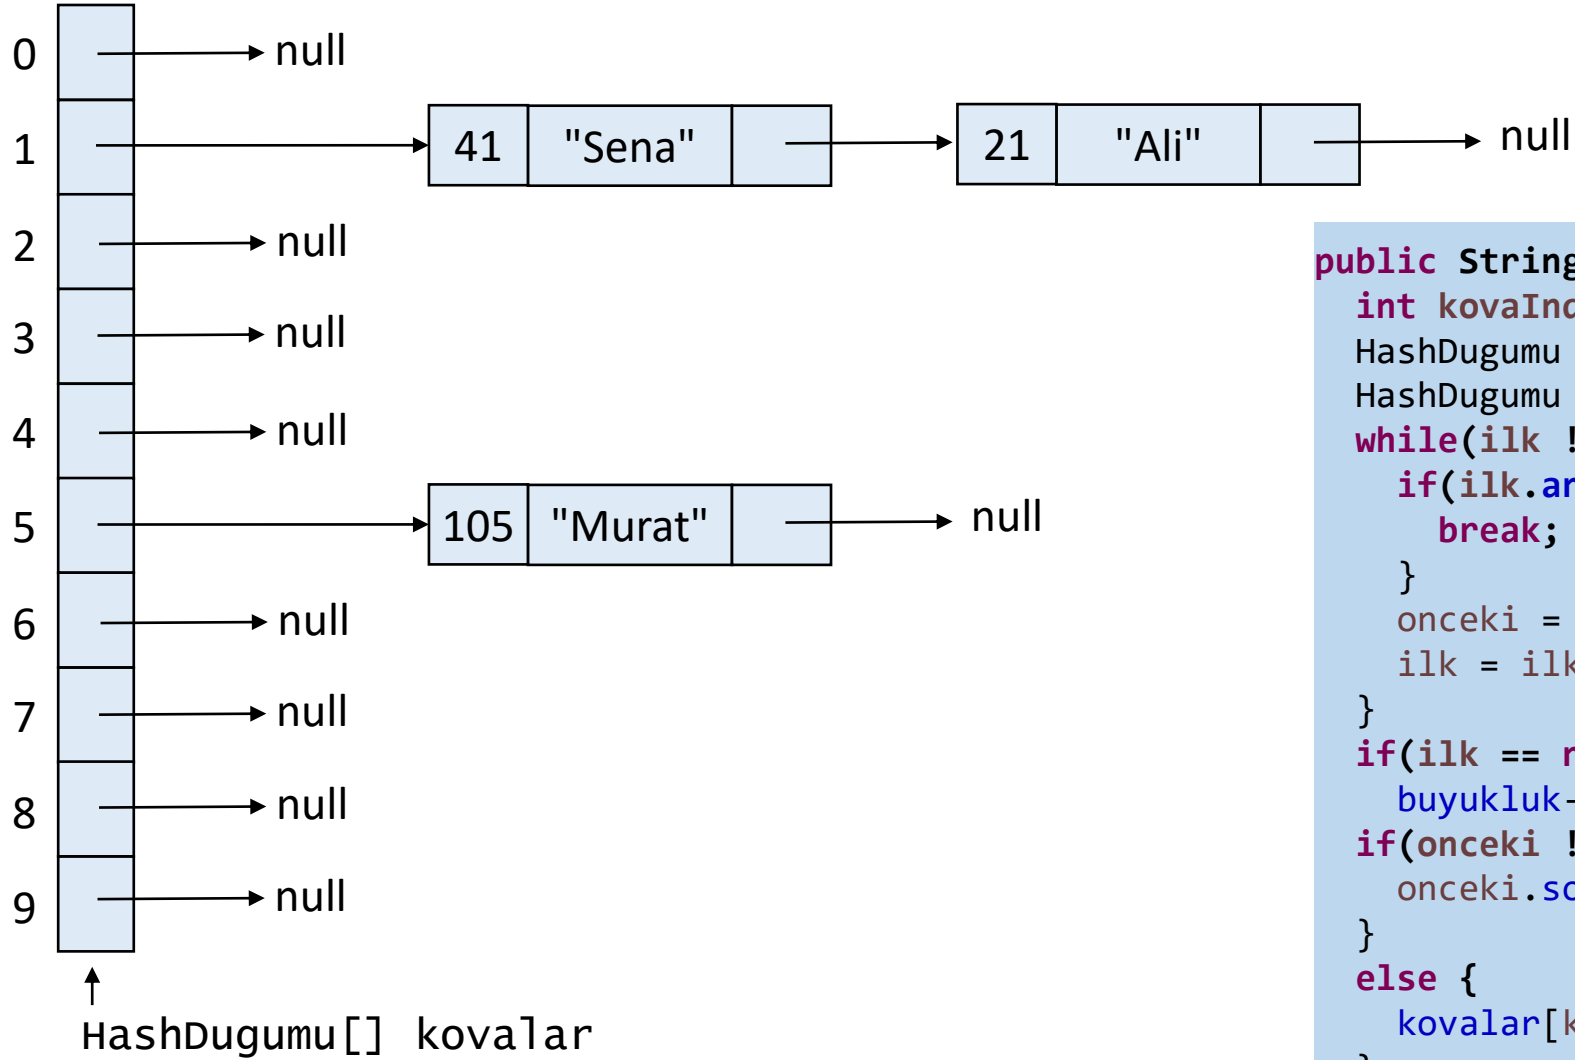 0 null
1 41 "Sena" 21 "Ali" null
2 null
3 null
4 null
5 105 "Murat" null
6 null
7 null
8 null
9 null
HashDugumu[] kovalar
public String
int
HashDugumu
HashDugumu
while(ilk !
if(ilk.
break;
}
onceki =
ilk =
}
if(ilk ==
buyukluk-
if(onceki !
onceki.
}
else {
kovalar[